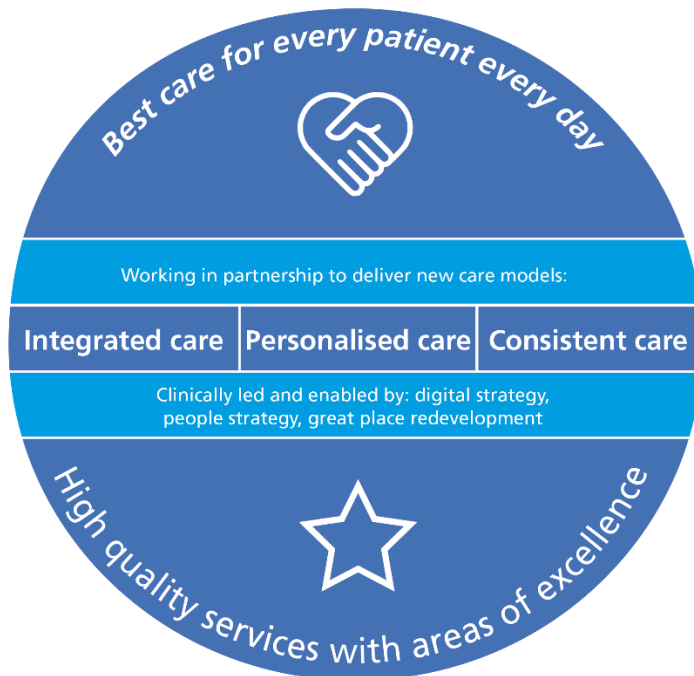 Best care for every patient every day
Working in partnership to deliver new care models:
Integrated care
Personalised care
Consistent care
Clinically led and enabled by: digital strategy,
people strategy, great place redevelopment
High quality services with areas of excellence